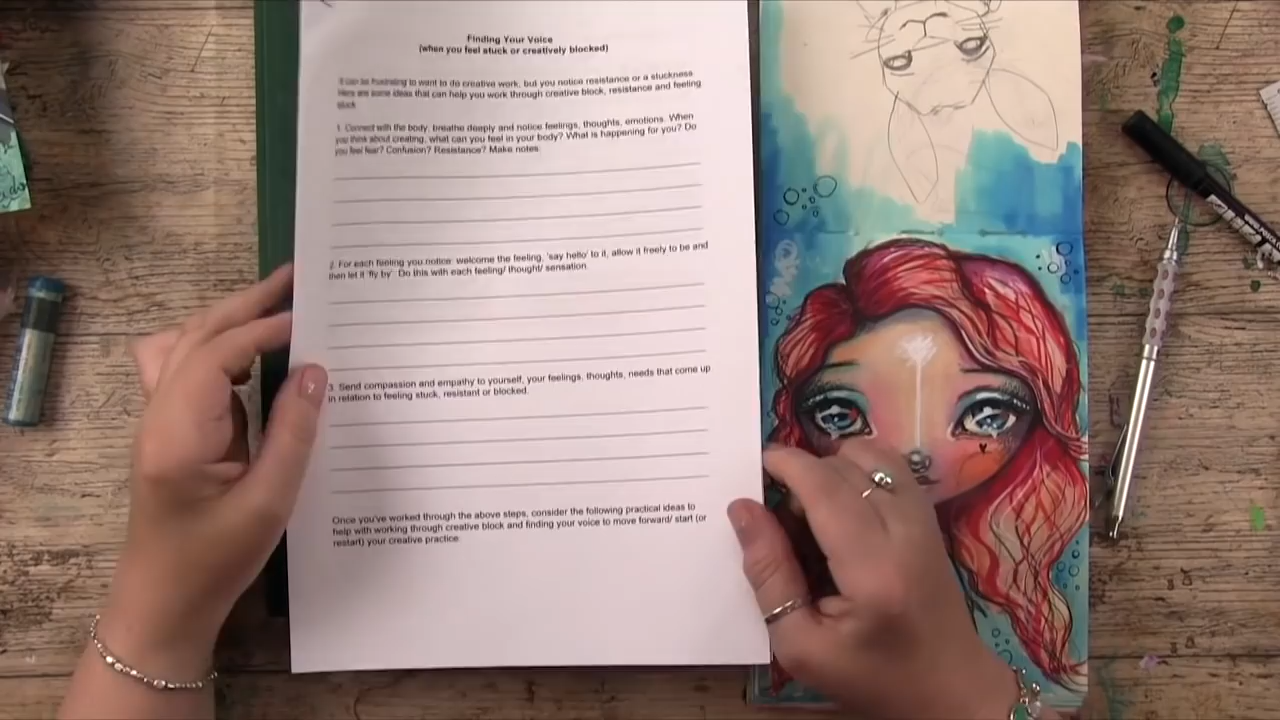 Finding Your Voice
(when you feel stuck or creatively blocked)
It can be frustrating to want to do creative work, but you notice resistance or a stuckness
Here are some ideas that can help you work through creative block, resistance and feeling
stuck
1. Connect with the body, breathe deeply and notice feelings, thoughts, emotions. When
you think about creating, what can you feel in your body? What is happening for you? Do
you feel fear? Confusion? Resistance? Make notes.
2. For each feeling you notice: welcome the feeling, 'say hello' to it, allow it freely to be and
then let it 'fly by'. Do this with each feeling/ thought/ sensation.
3. Send compassion and empathy to yourself, your feelings, thoughts, needs that come up
in relation to feeling stuck, resistant or blocked.
Once you've worked through the above steps, consider the following practical ideas to
help with working through creative block and finding your voice to move forward/ start (or
restart) your creative practice.